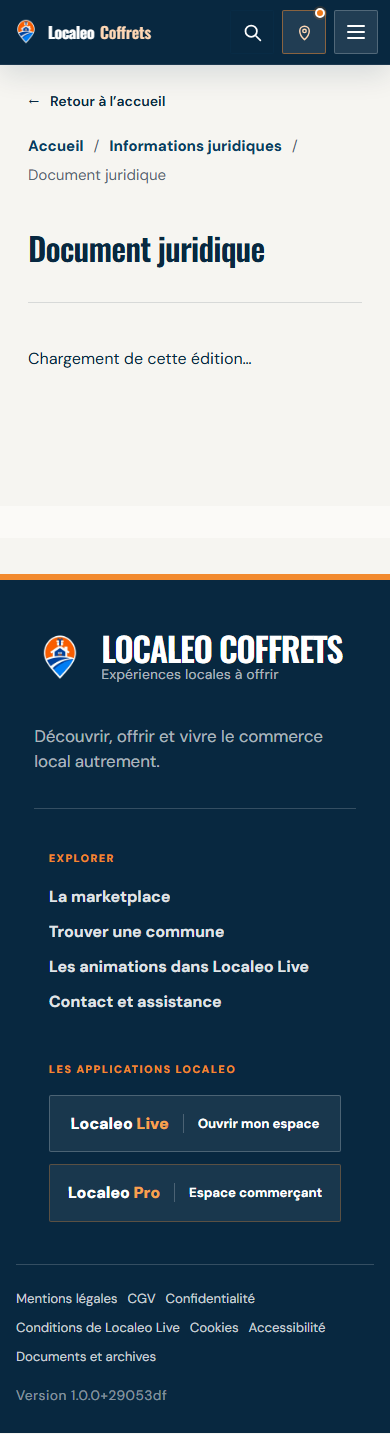 Localeo Coffrets
← Retour à l’accueil
Accueil / Informations juridiques /
Document juridique
Document juridique
Chargement de cette édition…
LOCALEO COFFRETS
Expériences locales à offrir
Découvrir, offrir et vivre le commerce
local autrement.
EXPLORER
La marketplace
Trouver une commune
Les animations dans Localeo Live
Contact et assistance
LES APPLICATIONS LOCALEO
Localeo Live Ouvrir mon espace
Localeo Pro Espace commerçant
Mentions légales CGV Confidentialité
Conditions de Localeo Live Cookies Accessibilité
Documents et archives
Version 1.0.0+29053df